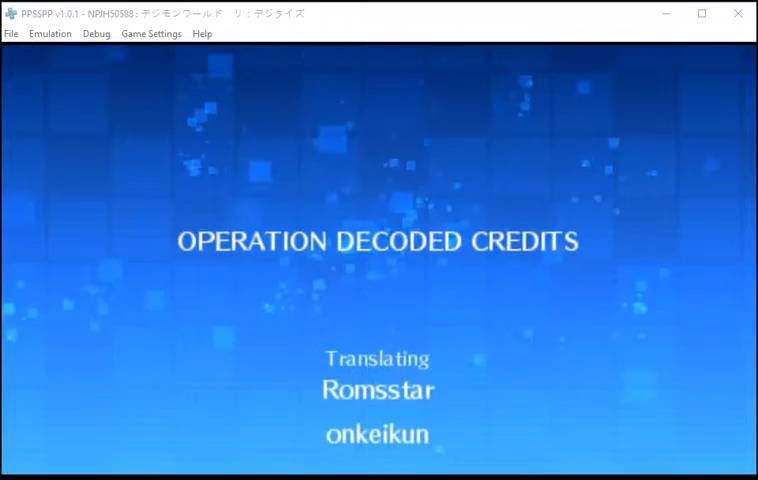 PPSSPP v1.0.1 - NPJH50588 : デジモンワールド リ：デジタイズ
File Emulation Debug Game Settings Help
OPERATION DECODED CREDITS
Translating
Romsstar
onkeikun